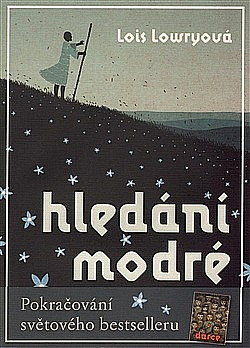 Lois Lowryová
hledání
modré
Pokračování
světového bestselleru
dárce